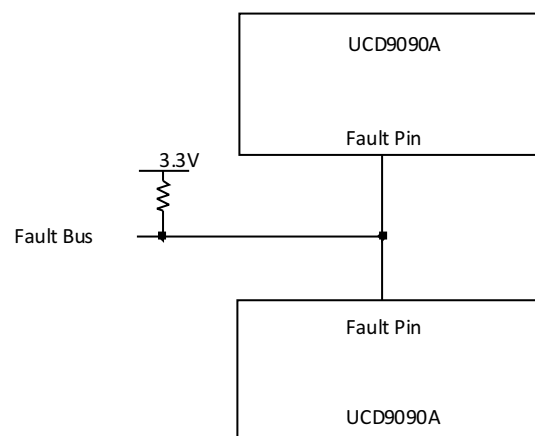 UCD9090A
Fault Pin
3.3V
Fault Bus
Fault Pin
UCD9090A